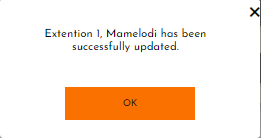 Extention 1, Mamelodi has been
successfully updated.
OK